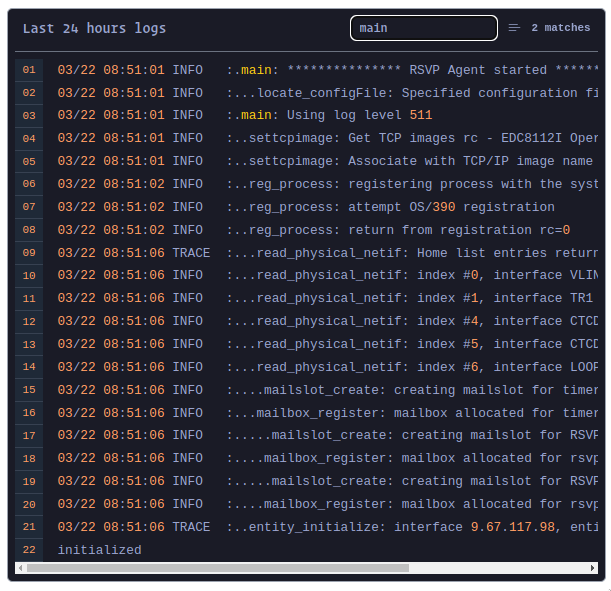 Last 24 hours logs
main
2 matches
01 03/22 08:51:01 INFO :.main: *************** RSVP Agent started ******
02 03/22 08:51:01 INFO :...locate_configFile: Specified configuration fi
03 03/22 08:51:01 INFO :.main: Using log level 511
04 03/22 08:51:01 INFO :..settcpimage: Get TCP images rc - EDC8112I Oper
05 03/22 08:51:01 INFO :..settcpimage: Associate with TCP/IP image name
06 03/22 08:51:02 INFO :..reg_process: registering process with the syst
07 03/22 08:51:02 INFO :..reg_process: attempt OS/390 registration
08 03/22 08:51:02 INFO :..reg_process: return from registration rc=0
09 03/22 08:51:06 TRACE :...read_physical_netif: Home list entries return
10 03/22 08:51:06 INFO :...read_physical_netif: index #0, interface VLIN
11 03/22 08:51:06 INFO :...read_physical_netif: index #1, interface TR1
12 03/22 08:51:06 INFO :...read_physical_netif: index #4, interface CTCD
13 03/22 08:51:06 INFO :...read_physical_netif: index #5, interface CTCD
14 03/22 08:51:06 INFO :...read_physical_netif: index #6, interface LOOP
15 03/22 08:51:06 INFO :....mailslot_create: creating mailslot for timer
16 03/22 08:51:06 INFO :...mailbox_register: mailbox allocated for timer
17 03/22 08:51:06 INFO :.....mailslot_create: creating mailslot for RSVP
18 03/22 08:51:06 INFO :....mailbox_register: mailbox allocated for rsvp
19 03/22 08:51:06 INFO :.....mailslot_create: creating mailslot for RSVP
20 03/22 08:51:06 INFO :....mailbox_register: mailbox allocated for rsvp
21 03/22 08:51:06 TRACE :..entity_initialize: interface 9.67.117.98, enti
22 initialized